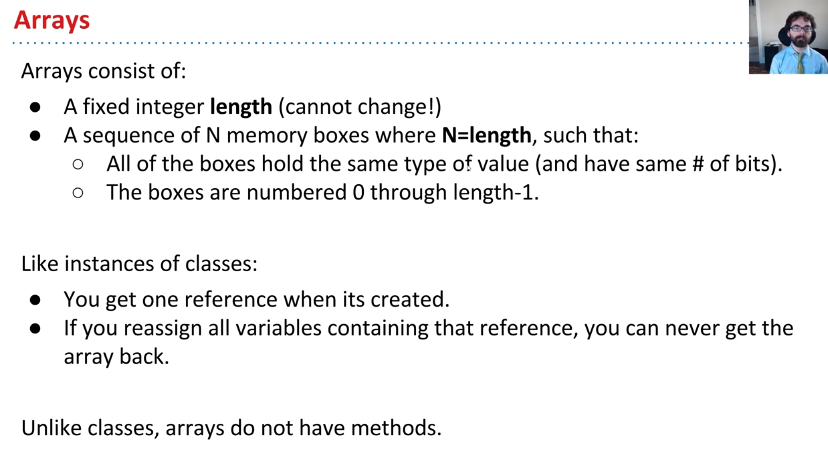 Arrays
Arrays consist of:
● A fixed integer length (cannot change!)
● A sequence of N memory boxes where N=length, such that:
○ All of the boxes hold the same type of value (and have same # of bits).
○ The boxes are numbered 0 through length-1.
Like instances of classes:
● You get one reference when its created.
● If you reassign all variables containing that reference, you can never get the
array back.
Unlike classes, arrays do not have methods.